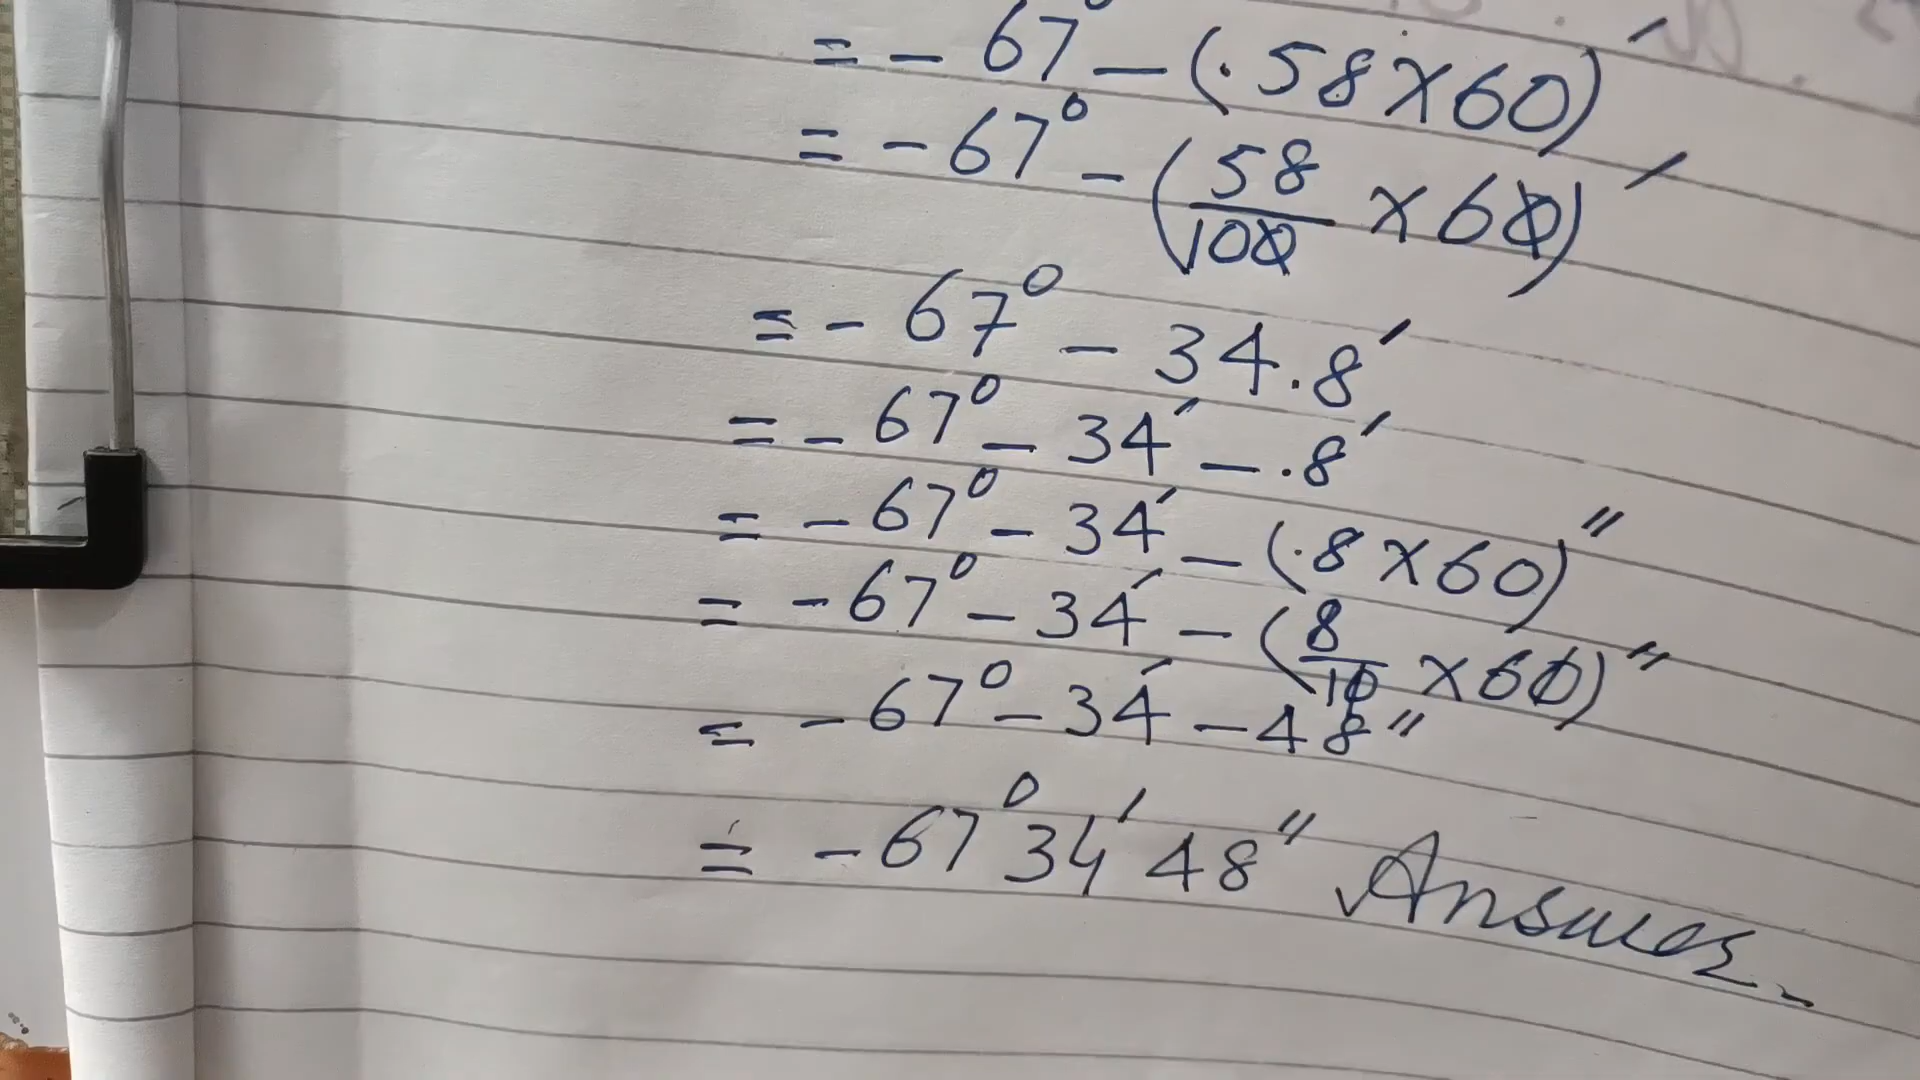 = - 67° - (.58 × 60)′
= - 67° - (58/100 × 60)′
= - 67° - 34.8′
= - 67° - 34′ - .8′
= - 67° - 34′ - (.8 × 60)″
= - 67° - 34′ - (8/10 × 60)″
= - 67° - 34′ - 48″
= - 67° 34′ 48″ Answer